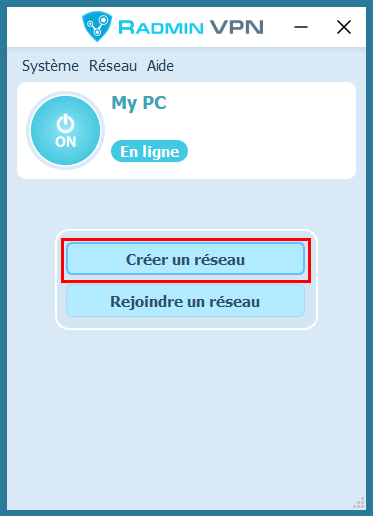 RADMIN VPN
Système Réseau Aide
My PC
ON
En ligne
Créer un réseau
Rejoindre un réseau